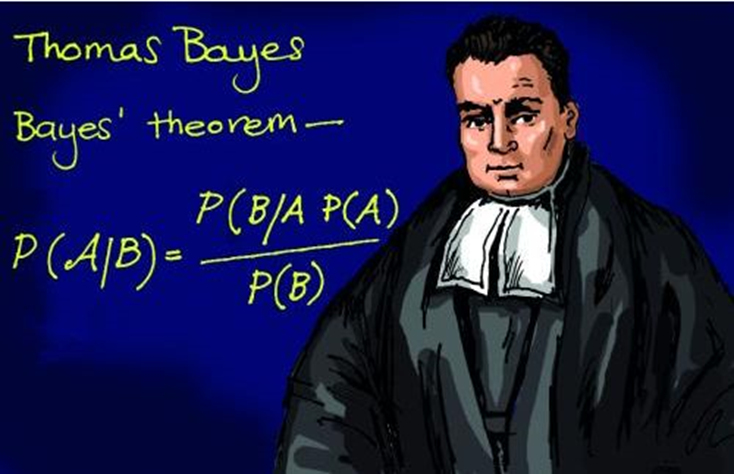 Thomas Bayes
Bayes' theorem —
P(A|B) = P(B/A P(A)
P(B)